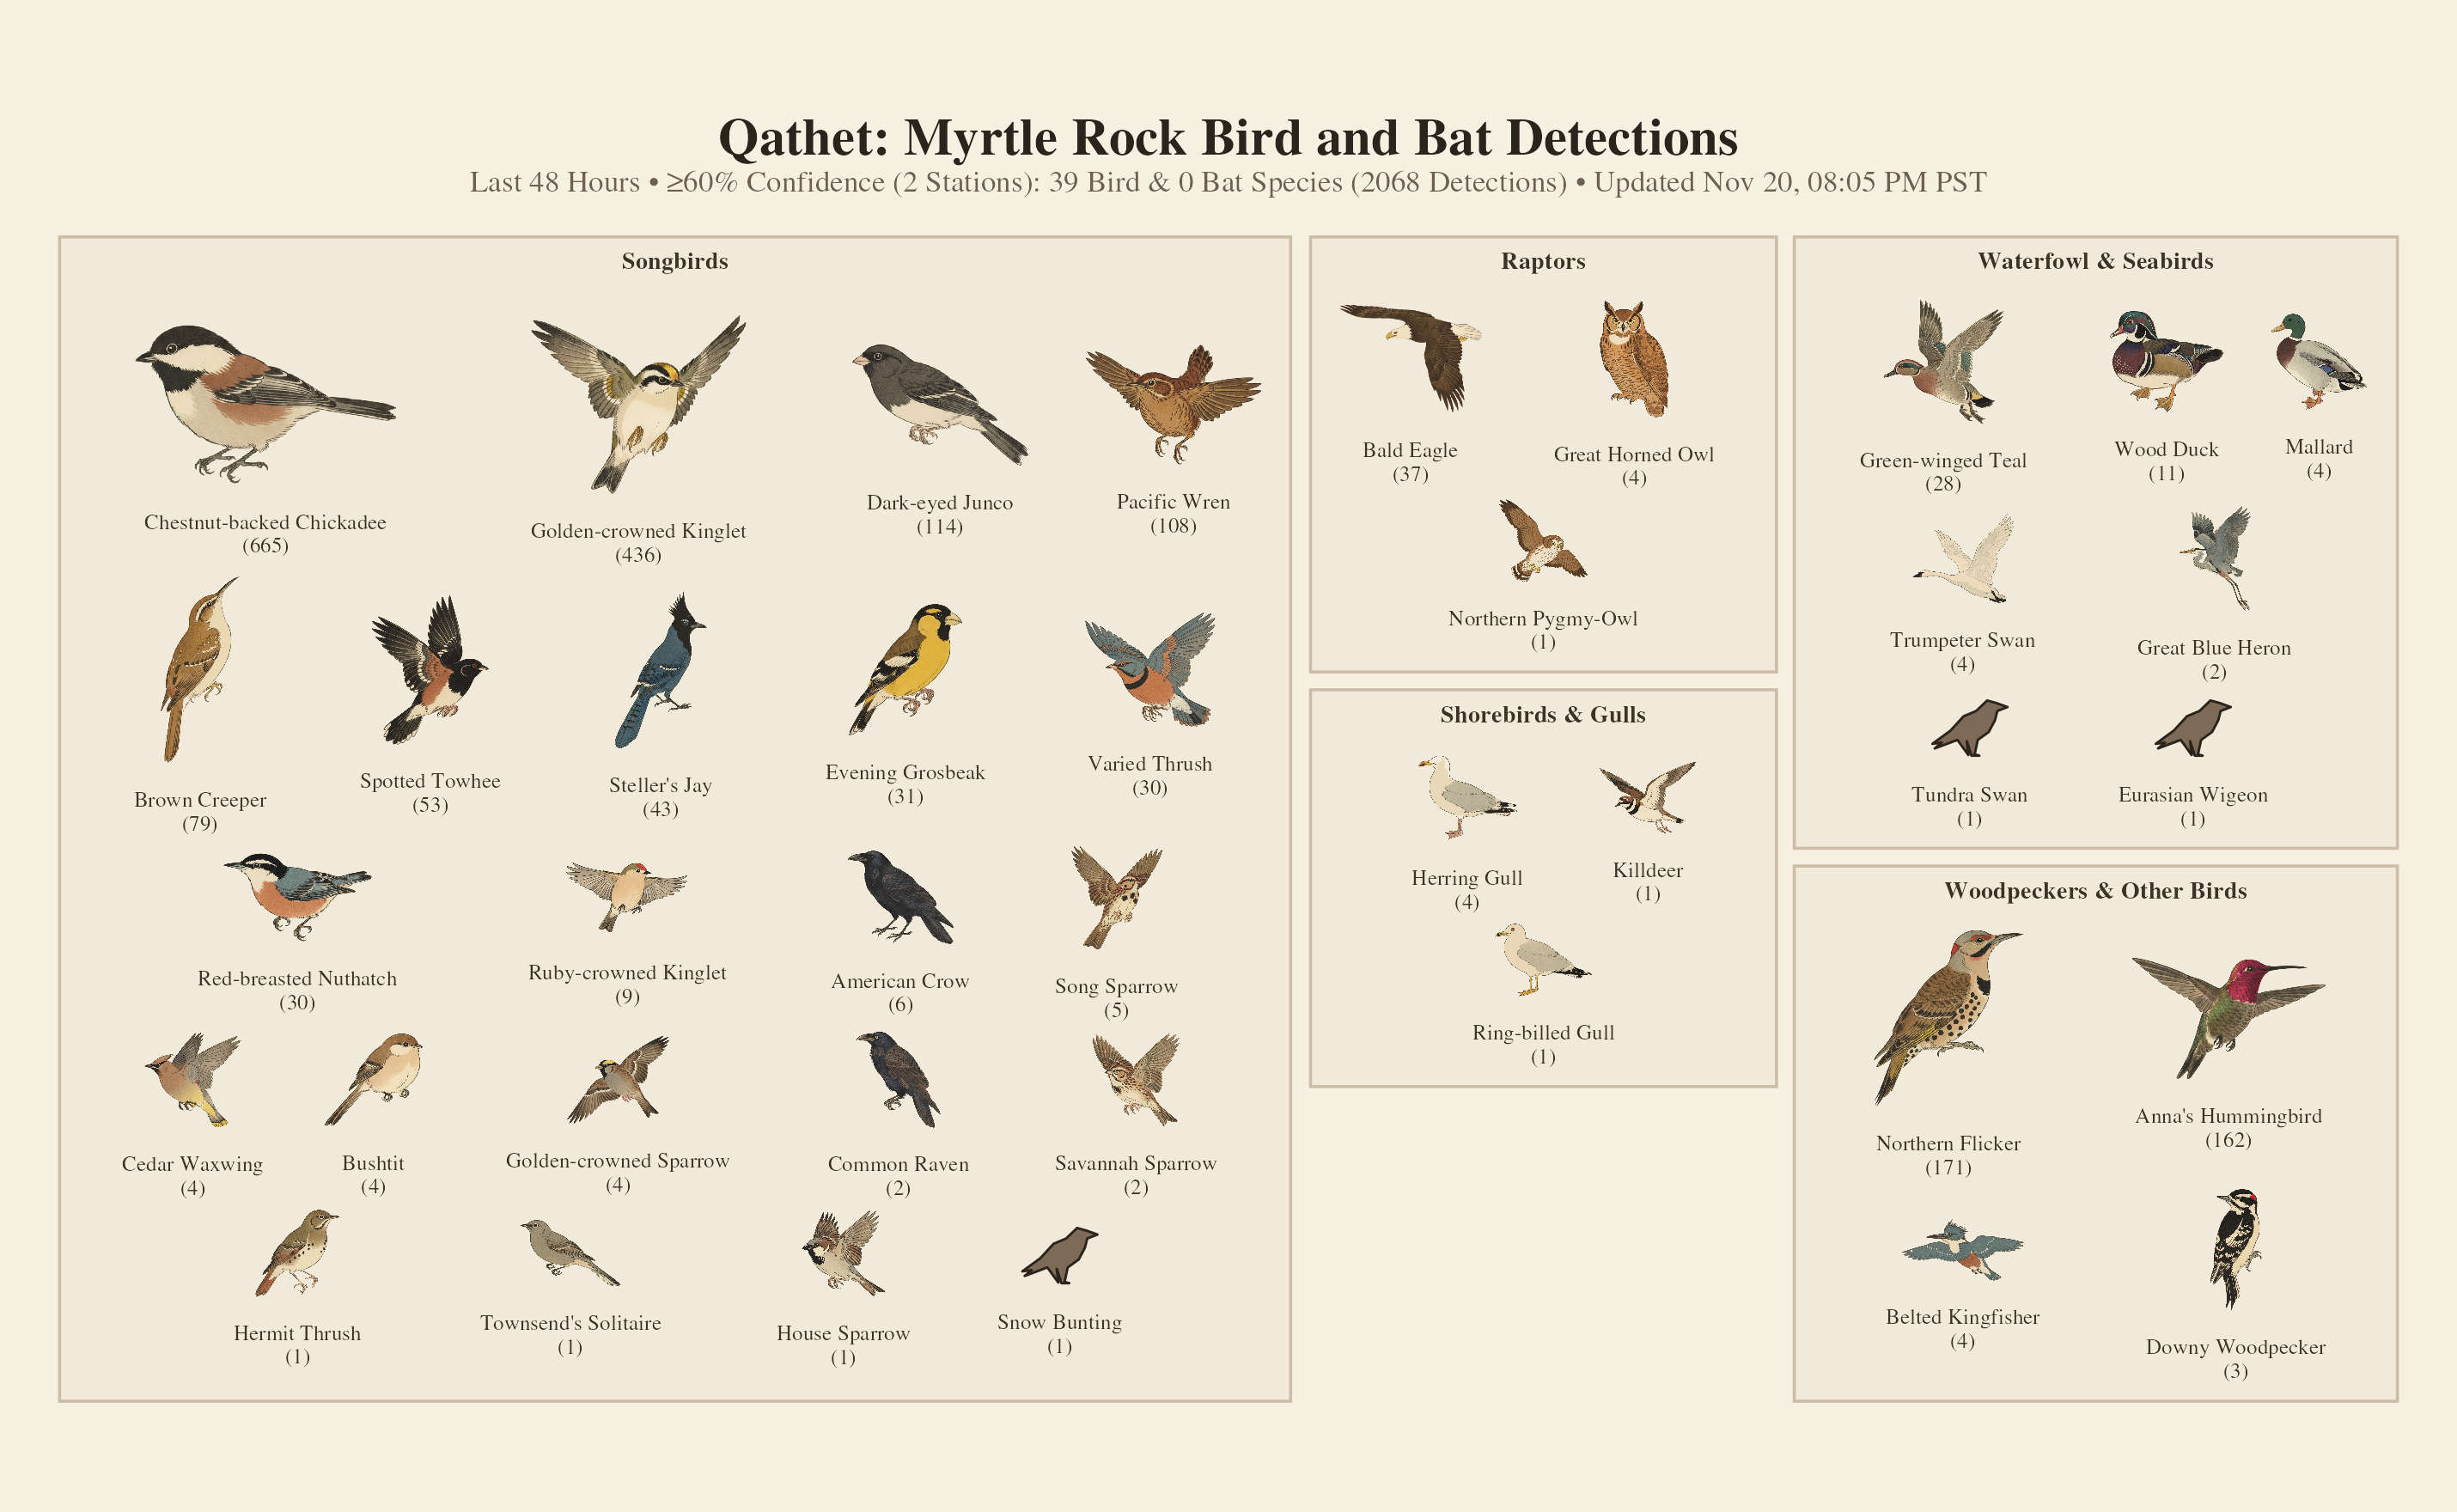 Qathet: Myrtle Rock Bird and Bat Detections
Last 48 Hours • ≥60% Confidence (2 Stations): 39 Bird & 0 Bat Species (2068 Detections) • Updated Nov 20, 08:05 PM PST
Songbirds
Chestnut-backed Chickadee
(665)
Golden-crowned Kinglet
(436)
Dark-eyed Junco
(114)
Pacific Wren
(108)
Brown Creeper
(79)
Spotted Towhee
(53)
Steller's Jay
(43)
Evening Grosbeak
(31)
Varied Thrush
(30)
Red-breasted Nuthatch
(30)
Ruby-crowned Kinglet
(9)
American Crow
(6)
Song Sparrow
(5)
Cedar Waxwing
(4)
Bushtit
(4)
Golden-crowned Sparrow
(4)
Common Raven
(2)
Savannah Sparrow
(2)
Hermit Thrush
(1)
Townsend's Solitaire
(1)
House Sparrow
(1)
Snow Bunting
(1)
Raptors
Bald Eagle
(37)
Great Horned Owl
(4)
Northern Pygmy-Owl
(1)
Shorebirds & Gulls
Herring Gull
(4)
Killdeer
(1)
Ring-billed Gull
(1)
Waterfowl & Seabirds
Green-winged Teal
(28)
Wood Duck
(11)
Mallard
(4)
Trumpeter Swan
(4)
Great Blue Heron
(2)
Tundra Swan
(1)
Eurasian Wigeon
(1)
Woodpeckers & Other Birds
Northern Flicker
(171)
Anna's Hummingbird
(162)
Belted Kingfisher
(4)
Downy Woodpecker
(3)